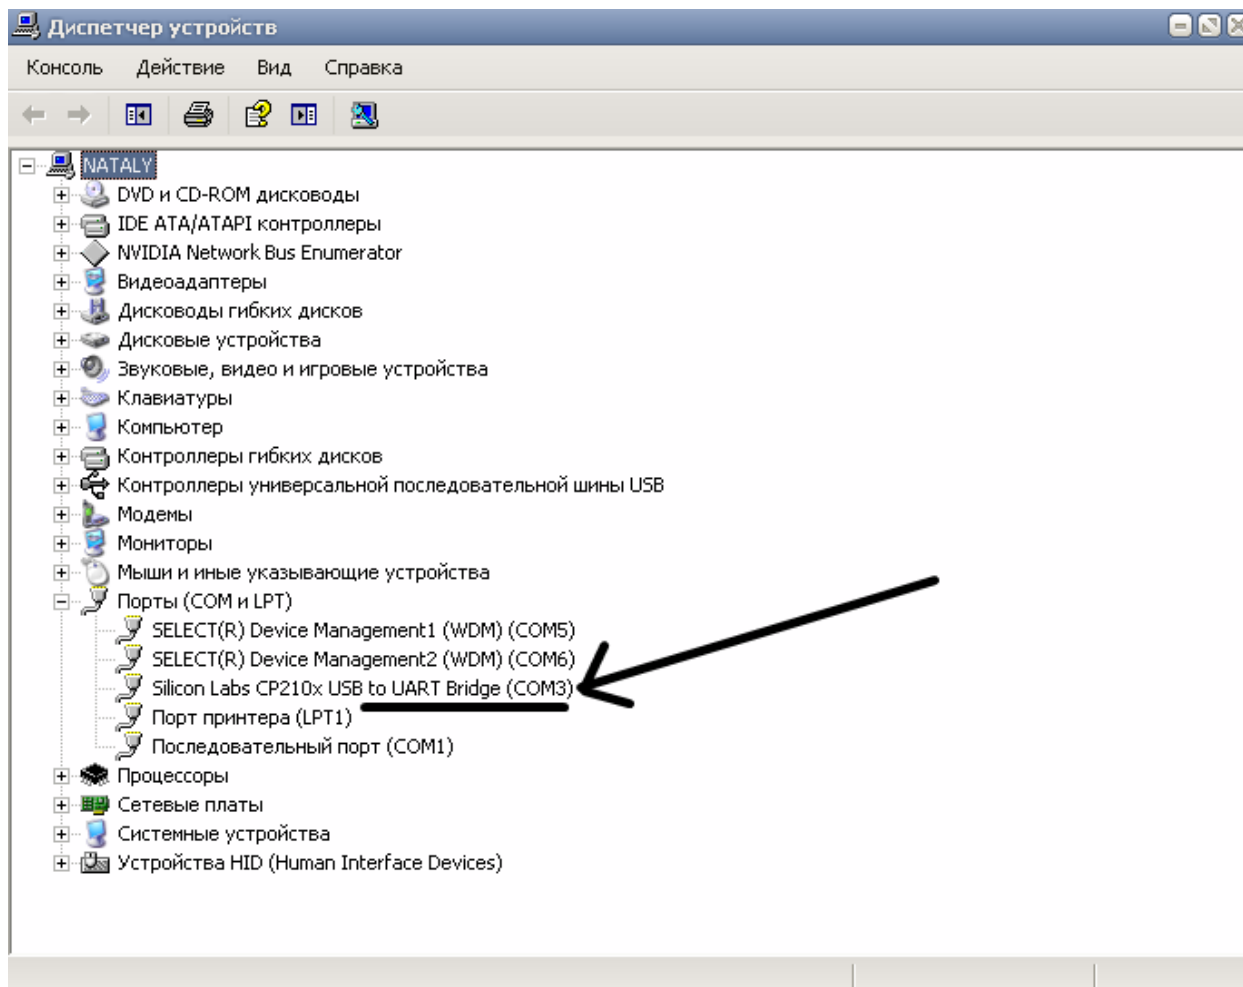 Диспетчер устройств
Консоль Действие Вид Справка
NATALY
DVD и CD-ROM дисководы
IDE ATA/ATAPI контроллеры
NVIDIA Network Bus Enumerator
Видеоадаптеры
Дисководы гибких дисков
Дисковые устройства
Звуковые, видео и игровые устройства
Клавиатуры
Компьютер
Контроллеры гибких дисков
Контроллеры универсальной последовательной шины USB
Модемы
Мониторы
Мыши и иные указывающие устройства
Порты (COM и LPT)
SELECT(R) Device Management1 (WDM) (COM5)
SELECT(R) Device Management2 (WDM) (COM6)
Silicon Labs CP210x USB to UART Bridge (COM3)
Порт принтера (LPT1)
Последовательный порт (COM1)
Процессоры
Сетевые платы
Системные устройства
Устройства HID (Human Interface Devices)